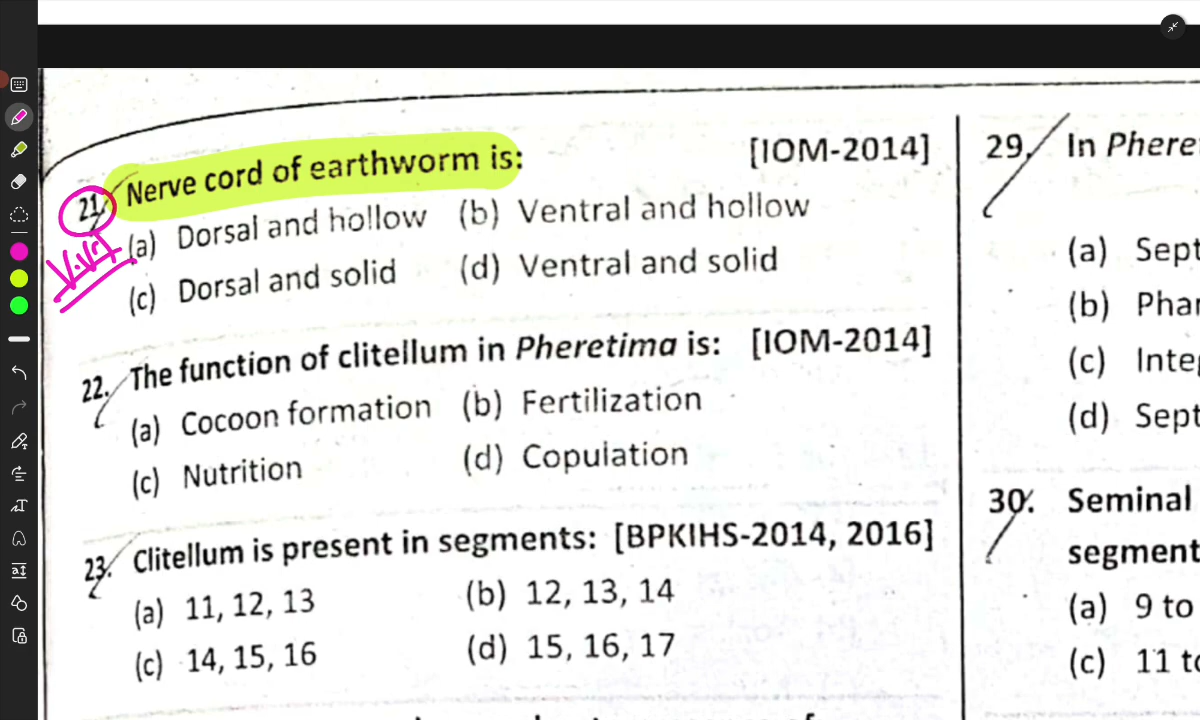 21. Nerve cord of earthworm is: [IOM-2014]
V.V.I
(a) Dorsal and hollow (b) Ventral and hollow
(c) Dorsal and solid (d) Ventral and solid
22. The function of clitellum in Pheretima is: [IOM-2014]
(a) Cocoon formation (b) Fertilization
(c) Nutrition (d) Copulation
23. Clitellum is present in segments: [BPKIHS-2014, 2016]
(a) 11, 12, 13 (b) 12, 13, 14
(c) 14, 15, 16 (d) 15, 16, 17
29. In Phere
(a) Sept
(b) Phar
(c) Inte
(d) Sept
30. Seminal
segment
(a) 9 to
(c) 11 to